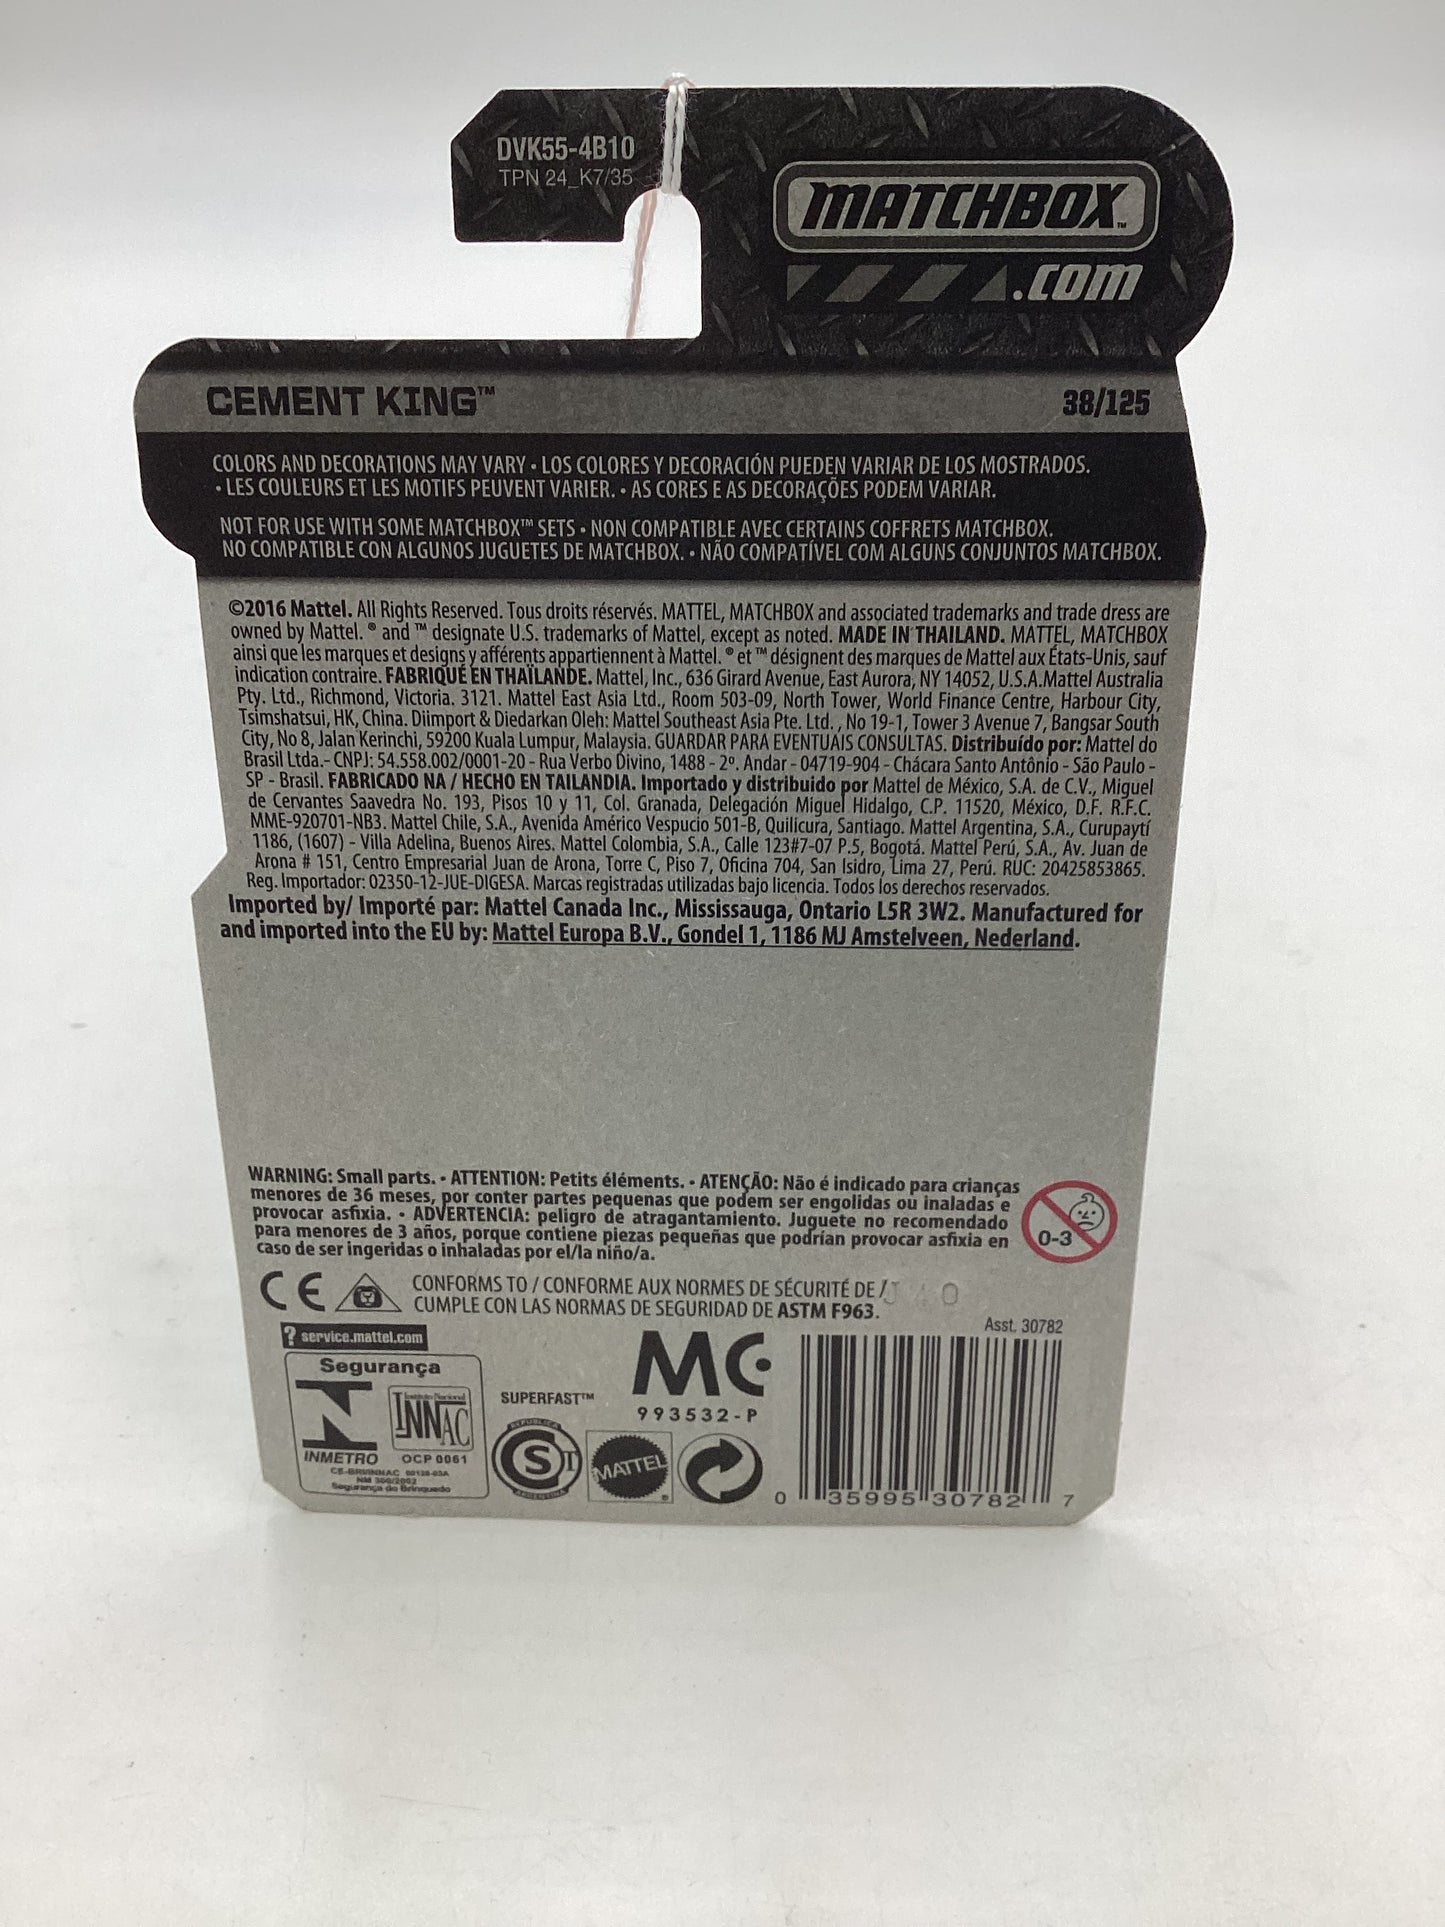 DVK55-4B10
TPN 24_K7/35
MATCHBOX™
.com
CEMENT KING™ 38/125
COLORS AND DECORATIONS MAY VARY • LOS COLORES Y DECORACIÓN PUEDEN VARIAR DE LOS MOSTRADOS.
• LES COULEURS ET LES MOTIFS PEUVENT VARIER. • AS CORES E AS DECORAÇÕES PODEM VARIAR.
NOT FOR USE WITH SOME MATCHBOX™ SETS • NON COMPATIBLE AVEC CERTAINS COFFRETS MATCHBOX.
NO COMPATIBLE CON ALGUNOS JUGUETES DE MATCHBOX. • NÃO COMPATÍVEL COM ALGUNS CONJUNTOS MATCHBOX.
©2016 Mattel. All Rights Reserved. Tous droits réservés. MATTEL, MATCHBOX and associated trademarks and trade dress are
owned by Mattel. ® and ™ designate U.S. trademarks of Mattel, except as noted. MADE IN THAILAND. MATTEL, MATCHBOX
ainsi que les marques et designs y afférents appartiennent à Mattel. ® et ™ désignent des marques de Mattel aux États-Unis, sauf
indication contraire. FABRIQUÉ EN THAÏLANDE. Mattel, Inc., 636 Girard Avenue, East Aurora, NY 14052, U.S.A.Mattel Australia
Pty. Ltd., Richmond, Victoria. 3121. Mattel East Asia Ltd., Room 503-09, North Tower, World Finance Centre, Harbour City,
Tsimshatsui, HK, China. Diimport & Diedarkan Oleh: Mattel Southeast Asia Pte. Ltd. , No 19-1, Tower 3 Avenue 7, Bangsar South
City, No 8, Jalan Kerinchi, 59200 Kuala Lumpur, Malaysia. GUARDAR PARA EVENTUAIS CONSULTAS. Distribuído por: Mattel do
Brasil Ltda.- CNPJ: 54.558.002/0001-20 - Rua Verbo Divino, 1488 - 2º. Andar - 04719-904 - Chácara Santo Antônio - São Paulo -
SP - Brasil. FABRICADO NA / HECHO EN TAILANDIA. Importado y distribuido por Mattel de México, S.A. de C.V., Miguel
de Cervantes Saavedra No. 193, Pisos 10 y 11, Col. Granada, Delegación Miguel Hidalgo, C.P. 11520, México, D.F. R.F.C.
MME-920701-NB3. Mattel Chile, S.A., Avenida Américo Vespucio 501-B, Quilicura, Santiago. Mattel Argentina, S.A., Curupaytí
1186, (1607) - Villa Adelina, Buenos Aires. Mattel Colombia, S.A., Calle 123#7-07 P.5, Bogotá. Mattel Perú, S.A., Av. Juan de
Arona # 151, Centro Empresarial Juan de Arona, Torre C, Piso 7, Oficina 704, San Isidro, Lima 27, Perú. RUC: 20425853865.
Reg. Importador: 02350-12-JUE-DIGESA. Marcas registradas utilizadas bajo licencia. Todos los derechos reservados.
Imported by/ Importé par: Mattel Canada Inc., Mississauga, Ontario L5R 3W2. Manufactured for
and imported into the EU by: Mattel Europa B.V., Gondel 1, 1186 MJ Amstelveen, Nederland.
WARNING: Small parts. • ATTENTION: Petits éléments. • ATENÇÃO: Não é indicado para crianças
menores de 36 meses, por conter partes pequenas que podem ser engolidas ou inaladas e
provocar asfixia. • ADVERTENCIA: peligro de atragantamiento. Juguete no recomendado
para menores de 3 años, porque contiene piezas pequeñas que podrían provocar asfixia en
caso de ser ingeridas o inhaladas por el/la niño/a.
0-3
CE
CONFORMS TO / CONFORME AUX NORMES DE SÉCURITÉ DE /
CUMPLE CON LAS NORMAS DE SEGURIDAD DE ASTM F963.
Asst. 30782
? service.mattel.com
Segurança
INMETRO
Instituto Nacional
INNAC
OCP 0061
CE-BRI/INNAC 00128-03A
NM 300/2002
Segurança do Brinquedo
SUPERFAST™
MC
993532-P
REPUBLICA
S
ARGENTINA
MATTEL®
0 35995 30782 7